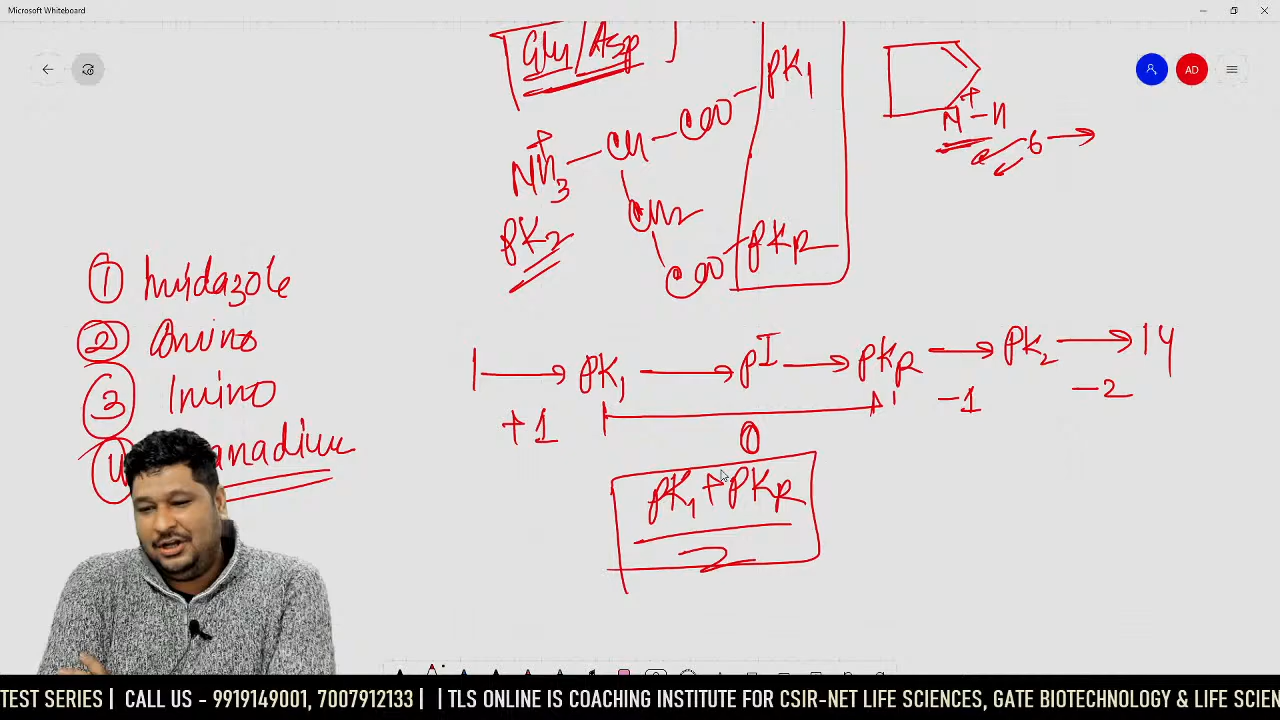 Microsoft Whiteboard
AD
Glu/Asp
pK1
NH3+ — CH — COO
CH2
pK2
COO
pKR
N+ — H
6 →
① Imidazole
② Amino
③ Imino
④
1 → pK1 → pI → pKR → pK2 → 14
+1
0
-1
-2
pK1 + pKR
2
TEST SERIES | CALL US - 9919149001, 7007912133 | | TLS ONLINE IS COACHING INSTITUTE FOR CSIR-NET LIFE SCIENCES, GATE BIOTECHNOLOGY & LIFE SCIEN